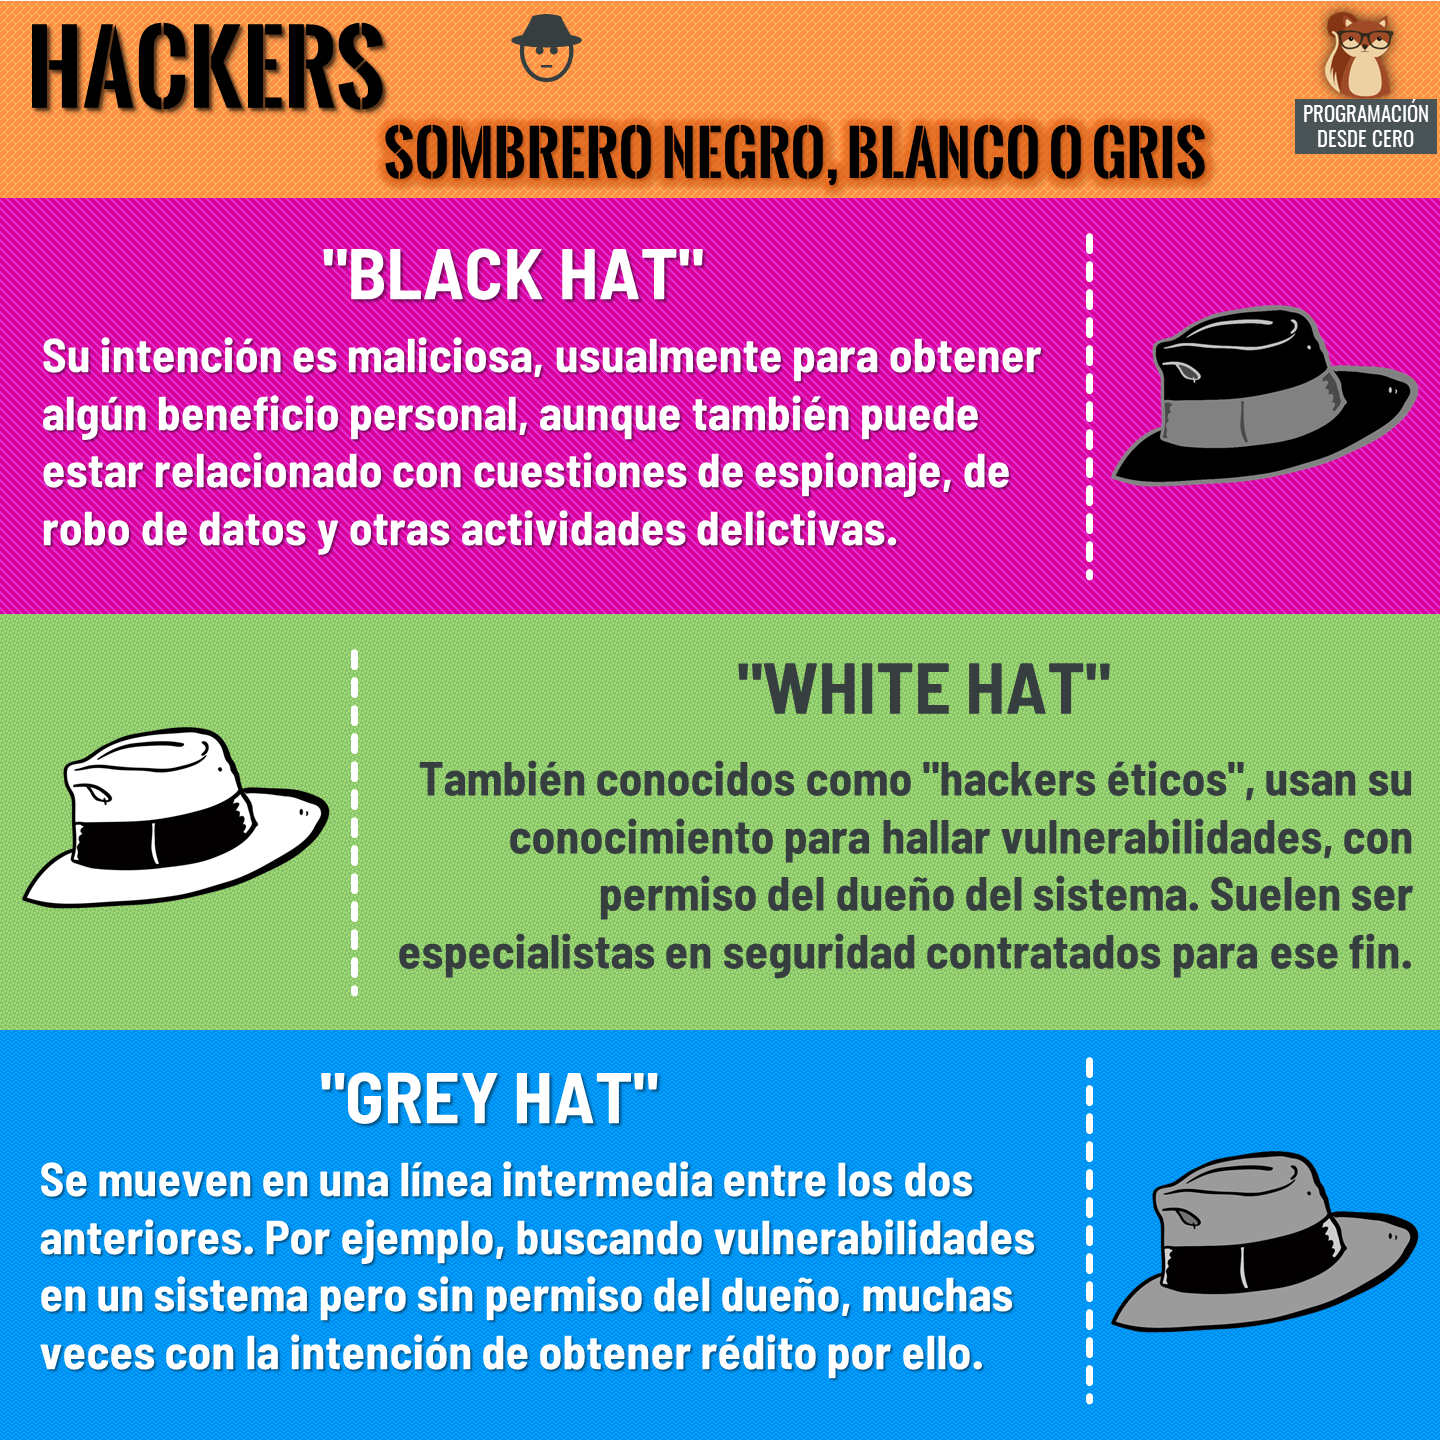 HACKERS
PROGRAMACIÓN
DESDE CERO
SOMBRERO NEGRO, BLANCO O GRIS
"BLACK HAT"
Su intención es maliciosa, usualmente para obtener
algún beneficio personal, aunque también puede
estar relacionado con cuestiones de espionaje, de
robo de datos y otras actividades delictivas.
"WHITE HAT"
También conocidos como "hackers éticos", usan su
conocimiento para hallar vulnerabilidades, con
permiso del dueño del sistema. Suelen ser
especialistas en seguridad contratados para ese fin.
"GREY HAT"
Se mueven en una línea intermedia entre los dos
anteriores. Por ejemplo, buscando vulnerabilidades
en un sistema pero sin permiso del dueño, muchas
veces con la intención de obtener rédito por ello.